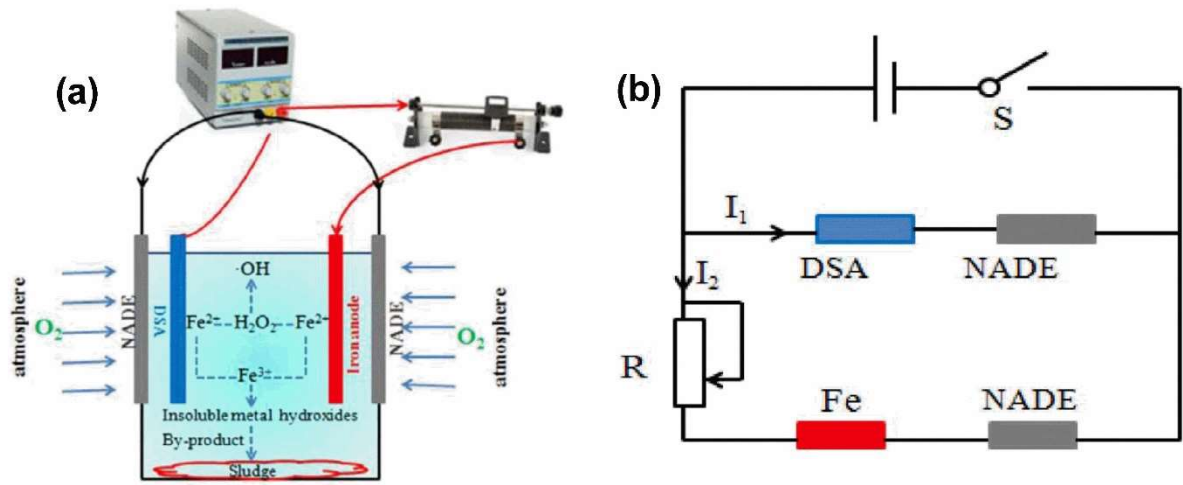 (a)
atmosphere
O₂
NADE
DSA
·OH
Fe²⁺ H₂O₂ Fe²⁺
Fe³⁺
Insoluble metal hydroxides
By-product
Sludge
Iron anode
NADE
O₂
atmosphere
(b)
S
I₁
DSA
NADE
I₂
R
Fe
NADE